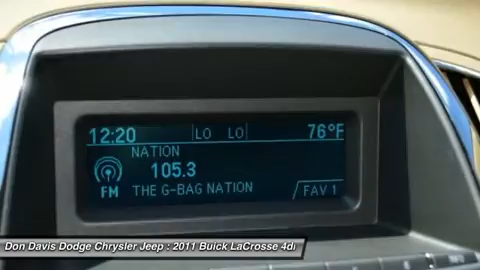 12:20 LO LO 76°F
NATION
105.3
FM THE G-BAG NATION FAV 1
Don Davis Dodge Chrysler Jeep : 2011 Buick LaCrosse 4di